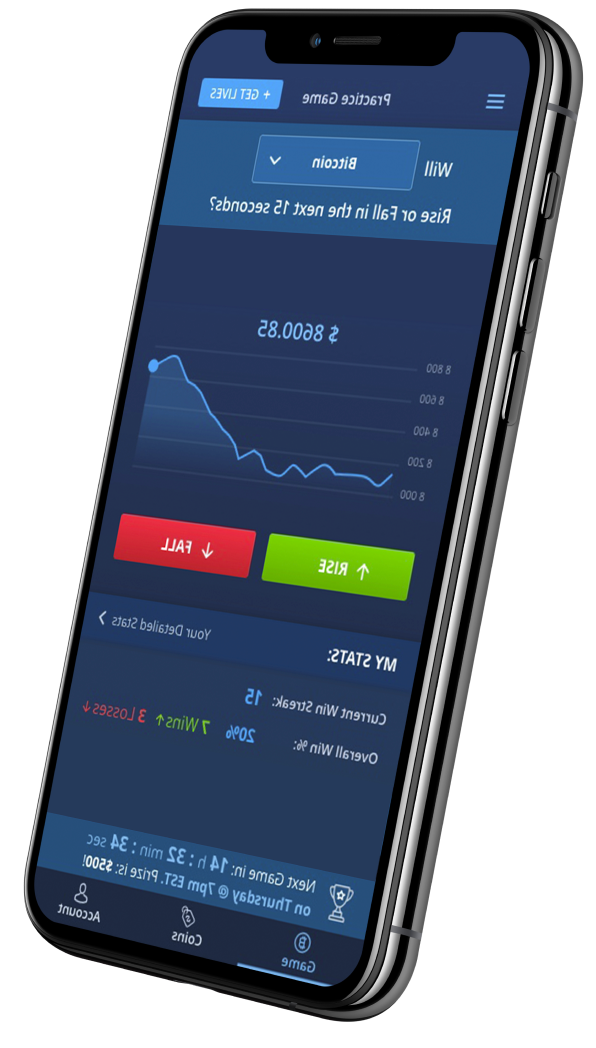 Practice Game
+ GET LIVES
Will
Bitcoin
Rise or Fall in the next 15 seconds?
$ 8600.85
8 800
8 600
8 400
8 200
8 000
RISE
FALL
MY STATS:
Your Detailed Stats
Current Win Streak: 15
Overall Win %: 20% 7 Wins 3 Losses
Next Game in: 14 h : 32 min : 34 sec
on Thursday @ 7pm EST. Prize is: $500!
Game
Coins
Account